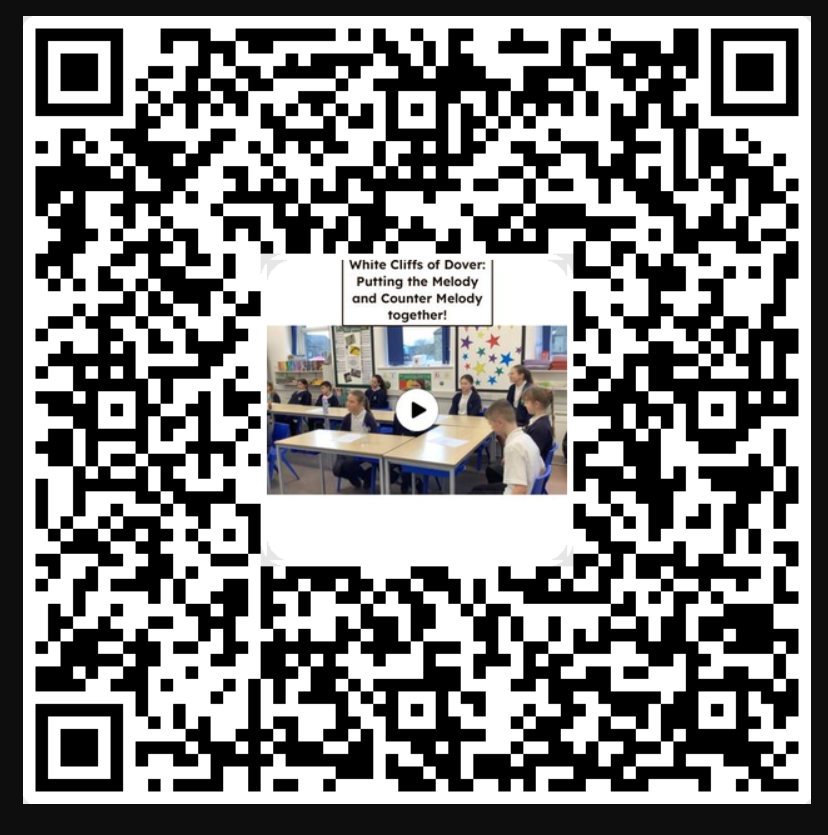 White Cliffs of Dover:
Putting the Melody
and Counter Melody
together!